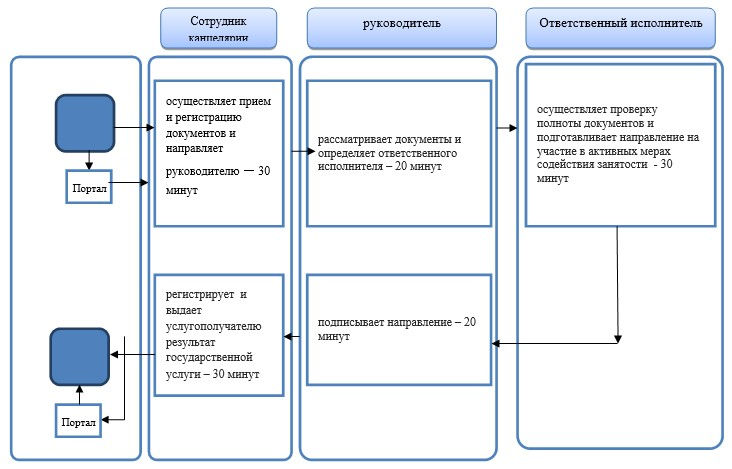 Сотрудник
канцелярии
руководитель
Ответственный исполнитель
осуществляет прием
и регистрацию
документов и
направляет
руководителю — 30
минут
рассматривает документы и
определяет ответственного
исполнителя – 20 минут
осуществляет проверку
полноты документов и
подготавливает направление на
участие в активных мерах
содействия занятости - 30
минут
Портал
регистрирует и
выдает
услугополучателю
результат
государственной
услуги – 30 минут
подписывает направление – 20
минут
Портал